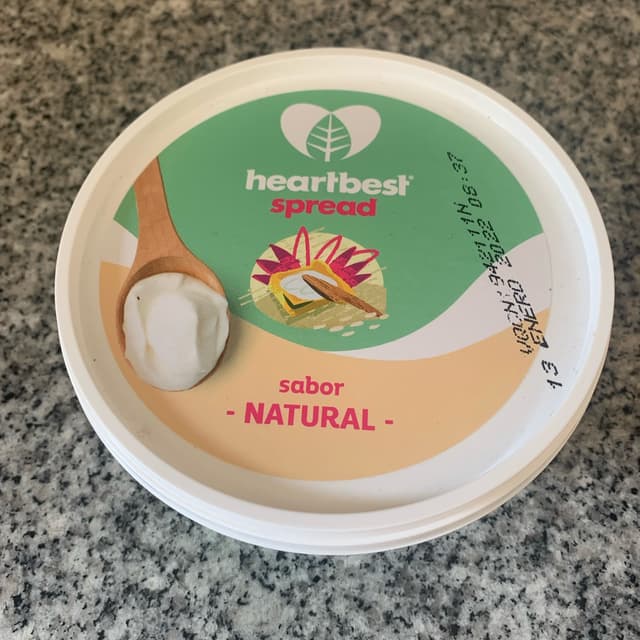 heartbest®
spread
sabor
- NATURAL -
13 ENERO 2022 08:37